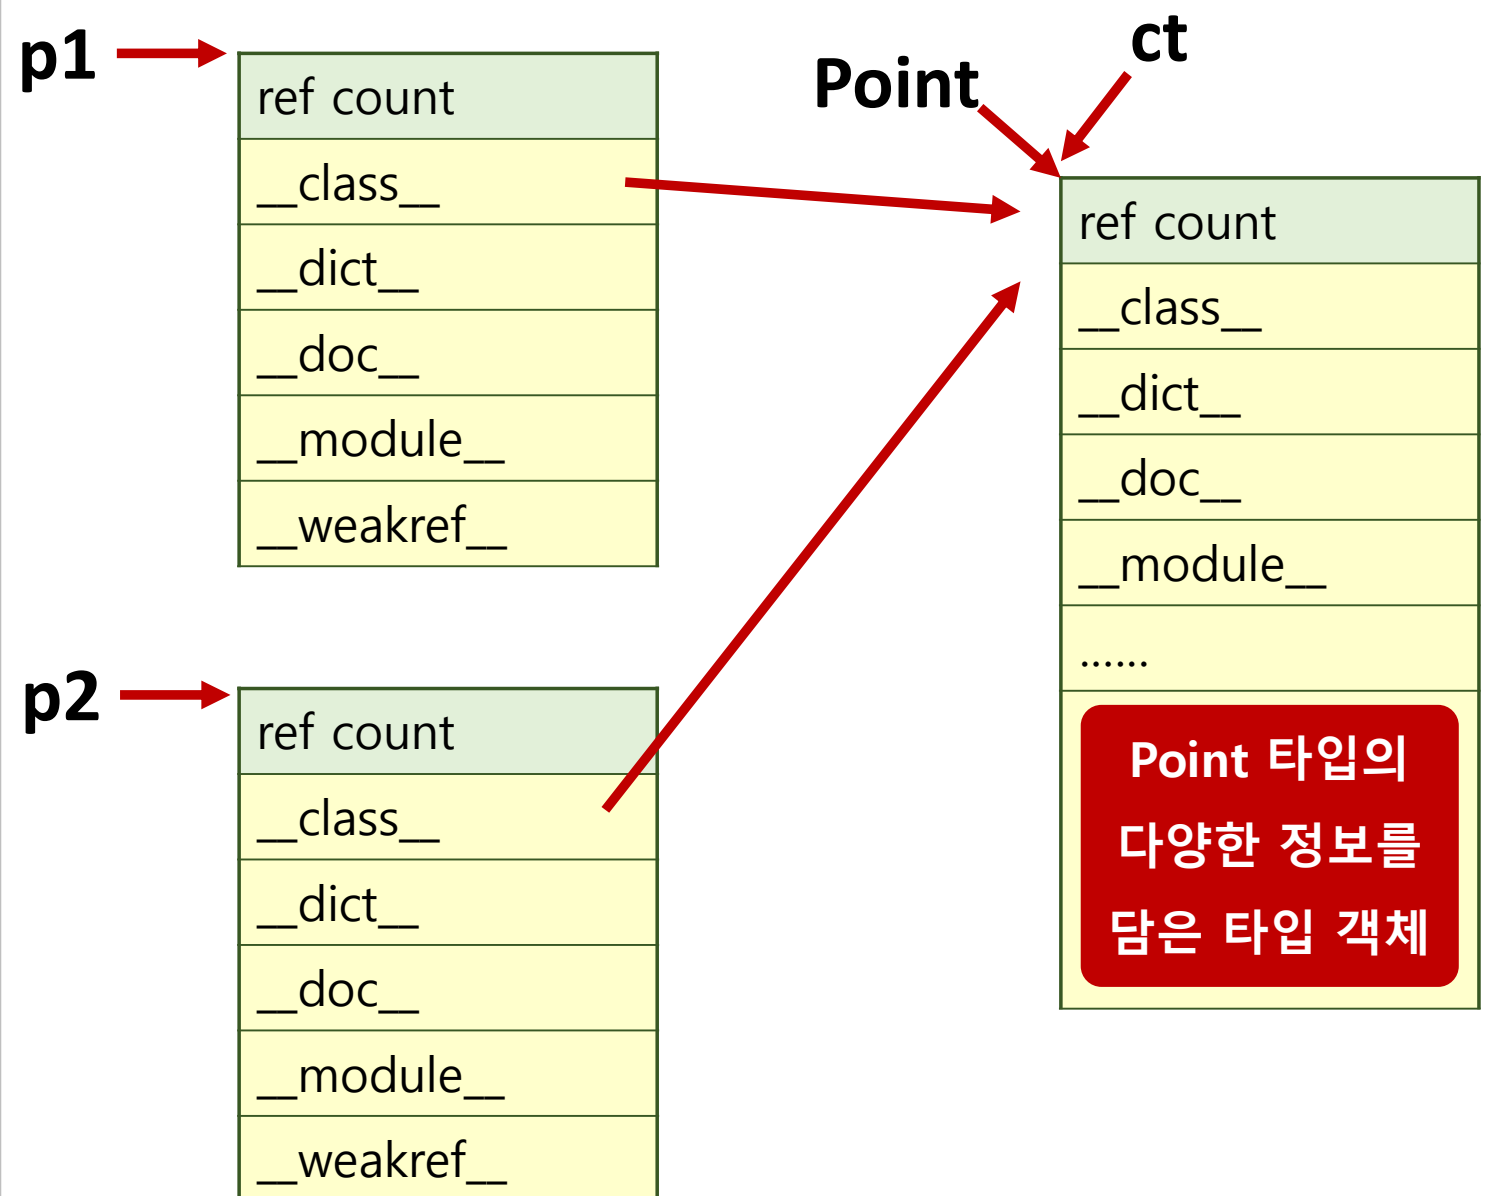 p1
ref count
__class__
__dict__
__doc__
__module__
__weakref__
p2
ref count
__class__
__dict__
__doc__
__module__
__weakref__
Point
ct
ref count
__class__
__dict__
__doc__
__module__
......
Point 타입의
다양한 정보를
담은 타입 객체